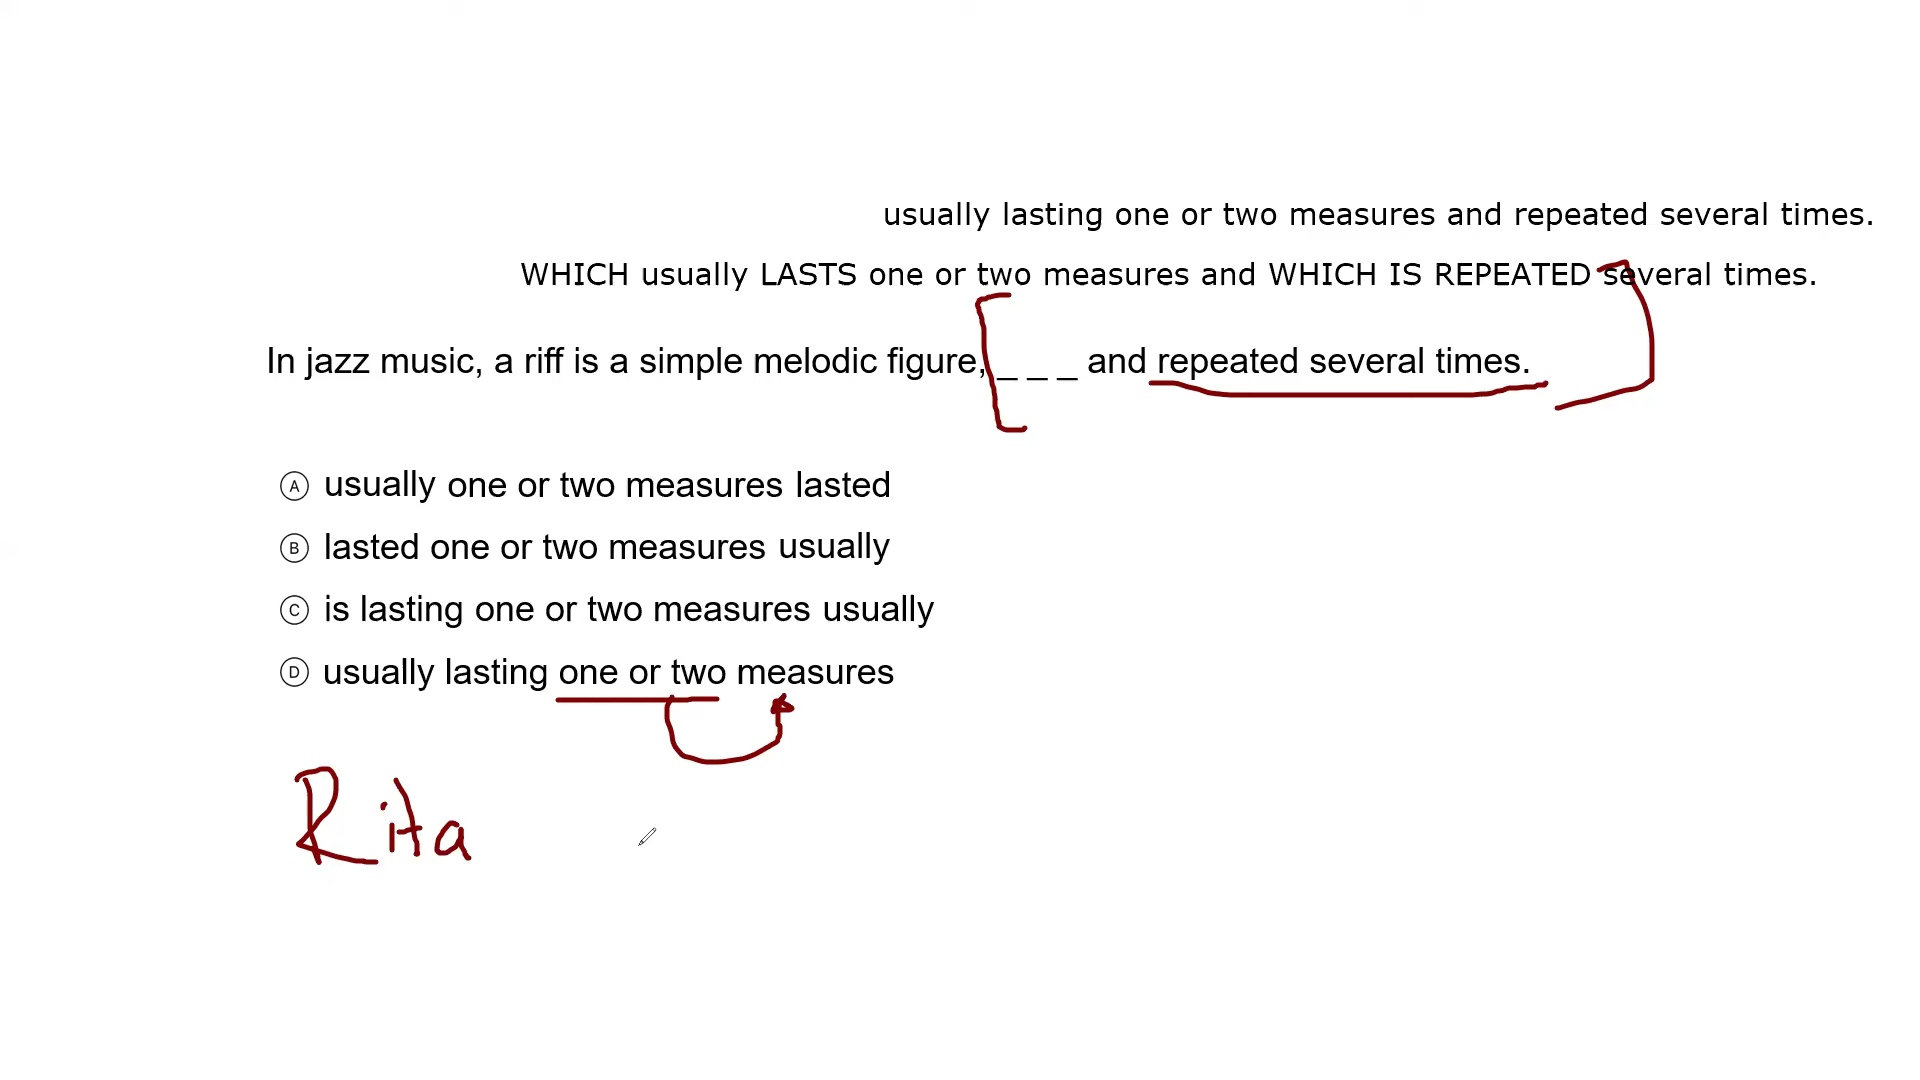 usually lasting one or two measures and repeated several times.
WHICH usually LASTS one or two measures and WHICH IS REPEATED several times.
In jazz music, a riff is a simple melodic figure, _ _ _ and repeated several times.
Ⓐ usually one or two measures lasted
Ⓑ lasted one or two measures usually
Ⓒ is lasting one or two measures usually
Ⓓ usually lasting one or two measures
Rita